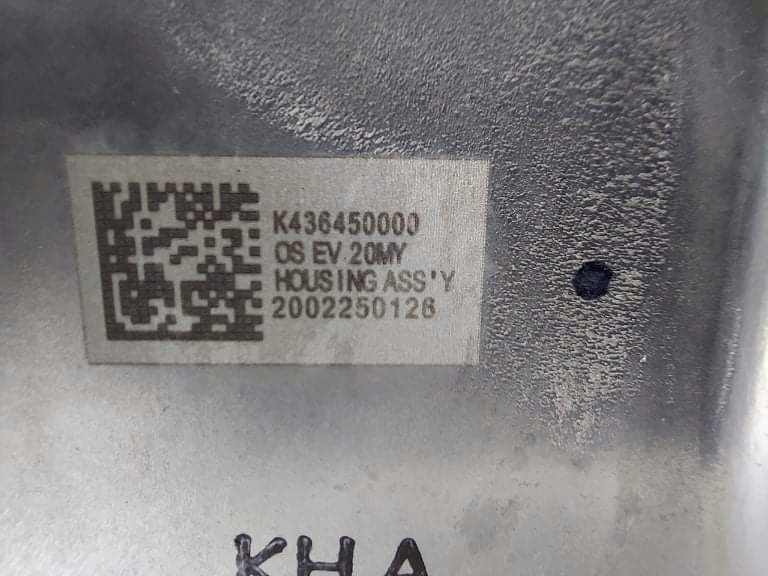 K436450000
OS EV 20MY
HOUSING ASS'Y
2002250126
KHA